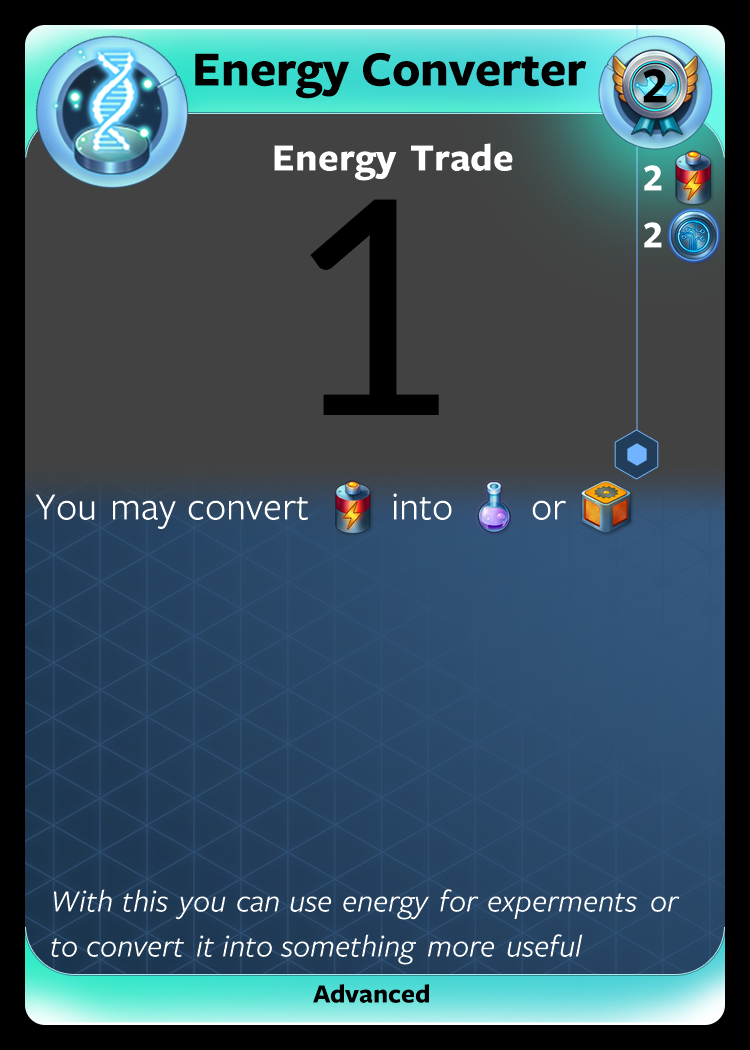 Energy Converter
2
Energy Trade
2
2
1
You may convert into or
With this you can use energy for experments or
to convert it into something more useful
Advanced